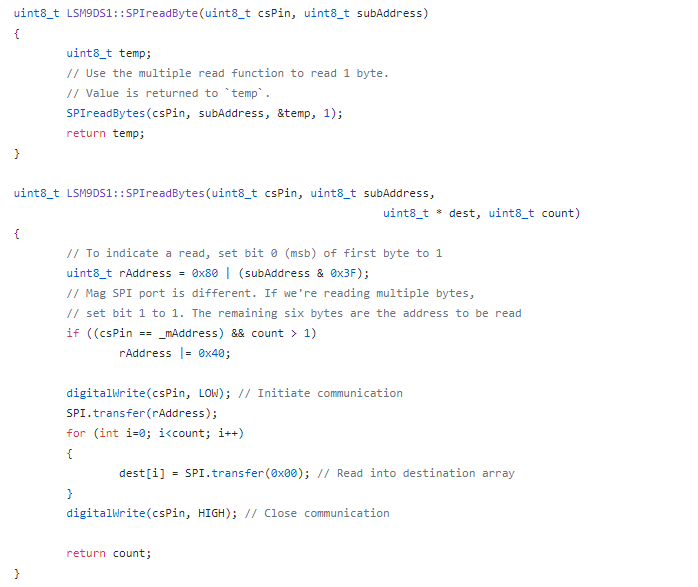 uint8_t LSM9DS1::SPIreadByte(uint8_t csPin, uint8_t subAddress)
{
uint8_t temp;
// Use the multiple read function to read 1 byte.
// Value is returned to `temp`.
SPIreadBytes(csPin, subAddress, &temp, 1);
return temp;
}
uint8_t LSM9DS1::SPIreadBytes(uint8_t csPin, uint8_t subAddress,
uint8_t * dest, uint8_t count)
{
// To indicate a read, set bit 0 (msb) of first byte to 1
uint8_t rAddress = 0x80 | (subAddress & 0x3F);
// Mag SPI port is different. If we're reading multiple bytes,
// set bit 1 to 1. The remaining six bytes are the address to be read
if ((csPin == _mAddress) && count > 1)
rAddress |= 0x40;
digitalWrite(csPin, LOW); // Initiate communication
SPI.transfer(rAddress);
for (int i=0; i<count; i++)
{
dest[i] = SPI.transfer(0x00); // Read into destination array
}
digitalWrite(csPin, HIGH); // Close communication
return count;
}